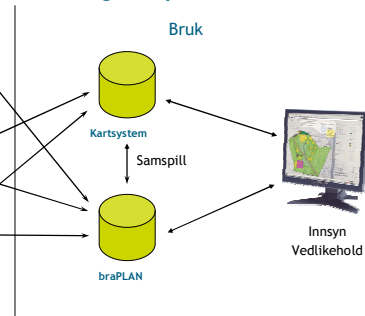 Bruk
Kartsystem
Samspill
braPLAN
Innsyn
Vedlikehold